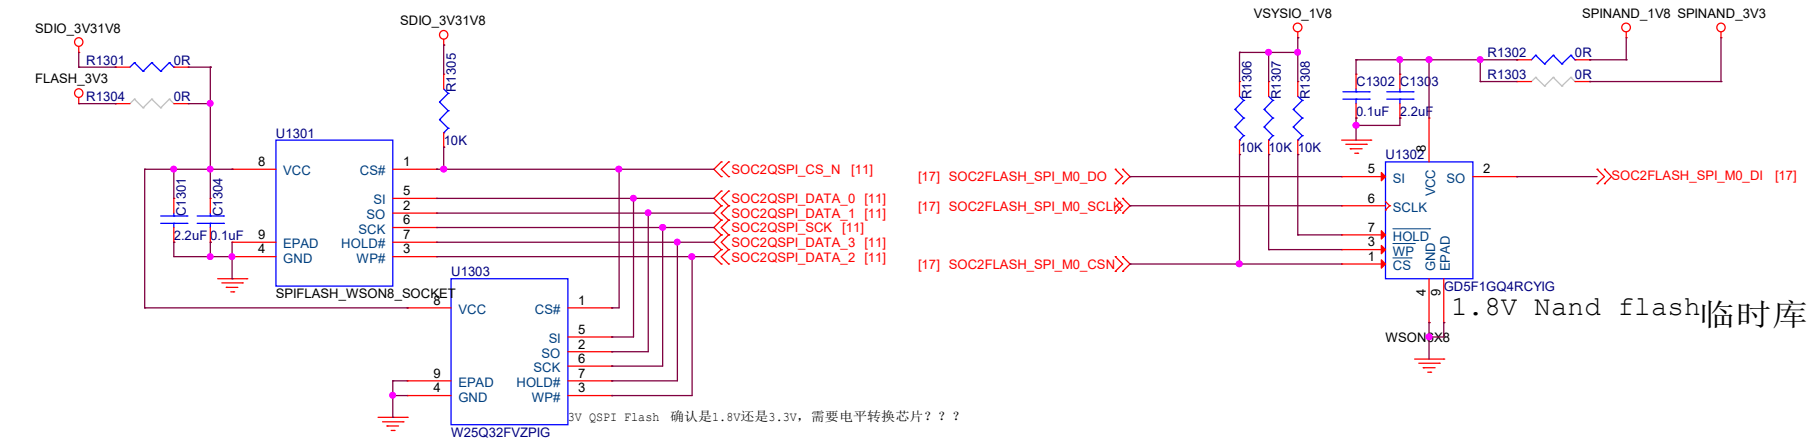 SDIO_3V31V8
R1301 0R
FLASH_3V3
R1304 0R
SDIO_3V31V8
R1305
10K
U1301
8 VCC CS# 1
SI 5
SO 2
SCK 6
9 EPAD HOLD# 7
4 GND WP# 3
C1301
2.2uF
C1304
0.1uF
SPIFLASH_WSON8_SOCKET
SOC2QSPI_CS_N [11]
SOC2QSPI_DATA_0 [11]
SOC2QSPI_DATA_1 [11]
SOC2QSPI_SCK [11]
SOC2QSPI_DATA_3 [11]
SOC2QSPI_DATA_2 [11]
U1303
8 VCC CS# 1
SI 5
SO 2
SCK 6
9 EPAD HOLD# 7
4 GND WP# 3
W25Q32FVZPIG
3V QSPI Flash 确认是1.8V还是3.3V，需要电平转换芯片？？？
VSYSIO_1V8
R1306
R1307
R1308
10K 10K 10K
SPINAND_1V8 SPINAND_3V3
R1302 0R
R1303 0R
C1302 C1303
0.1uF 2.2uF
[17] SOC2FLASH_SPI_M0_DO
[17] SOC2FLASH_SPI_M0_SCLK
[17] SOC2FLASH_SPI_M0_CSN
U1302
8 VCC
5 SI SO 2
6 SCLK
7 HOLD
3 WP
1 CS
GND 4
EPAD 9
SOC2FLASH_SPI_M0_DI [17]
GD5F1GQ4RCYIG
1.8V Nand flash临时库
WSON6X8